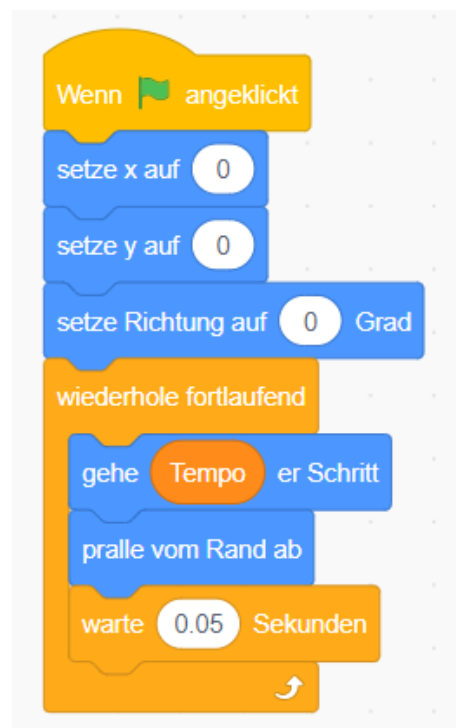 Wenn angeklickt
setze x auf 0
setze y auf 0
setze Richtung auf 0 Grad
wiederhole fortlaufend
gehe Tempo er Schritt
pralle vom Rand ab
warte 0.05 Sekunden